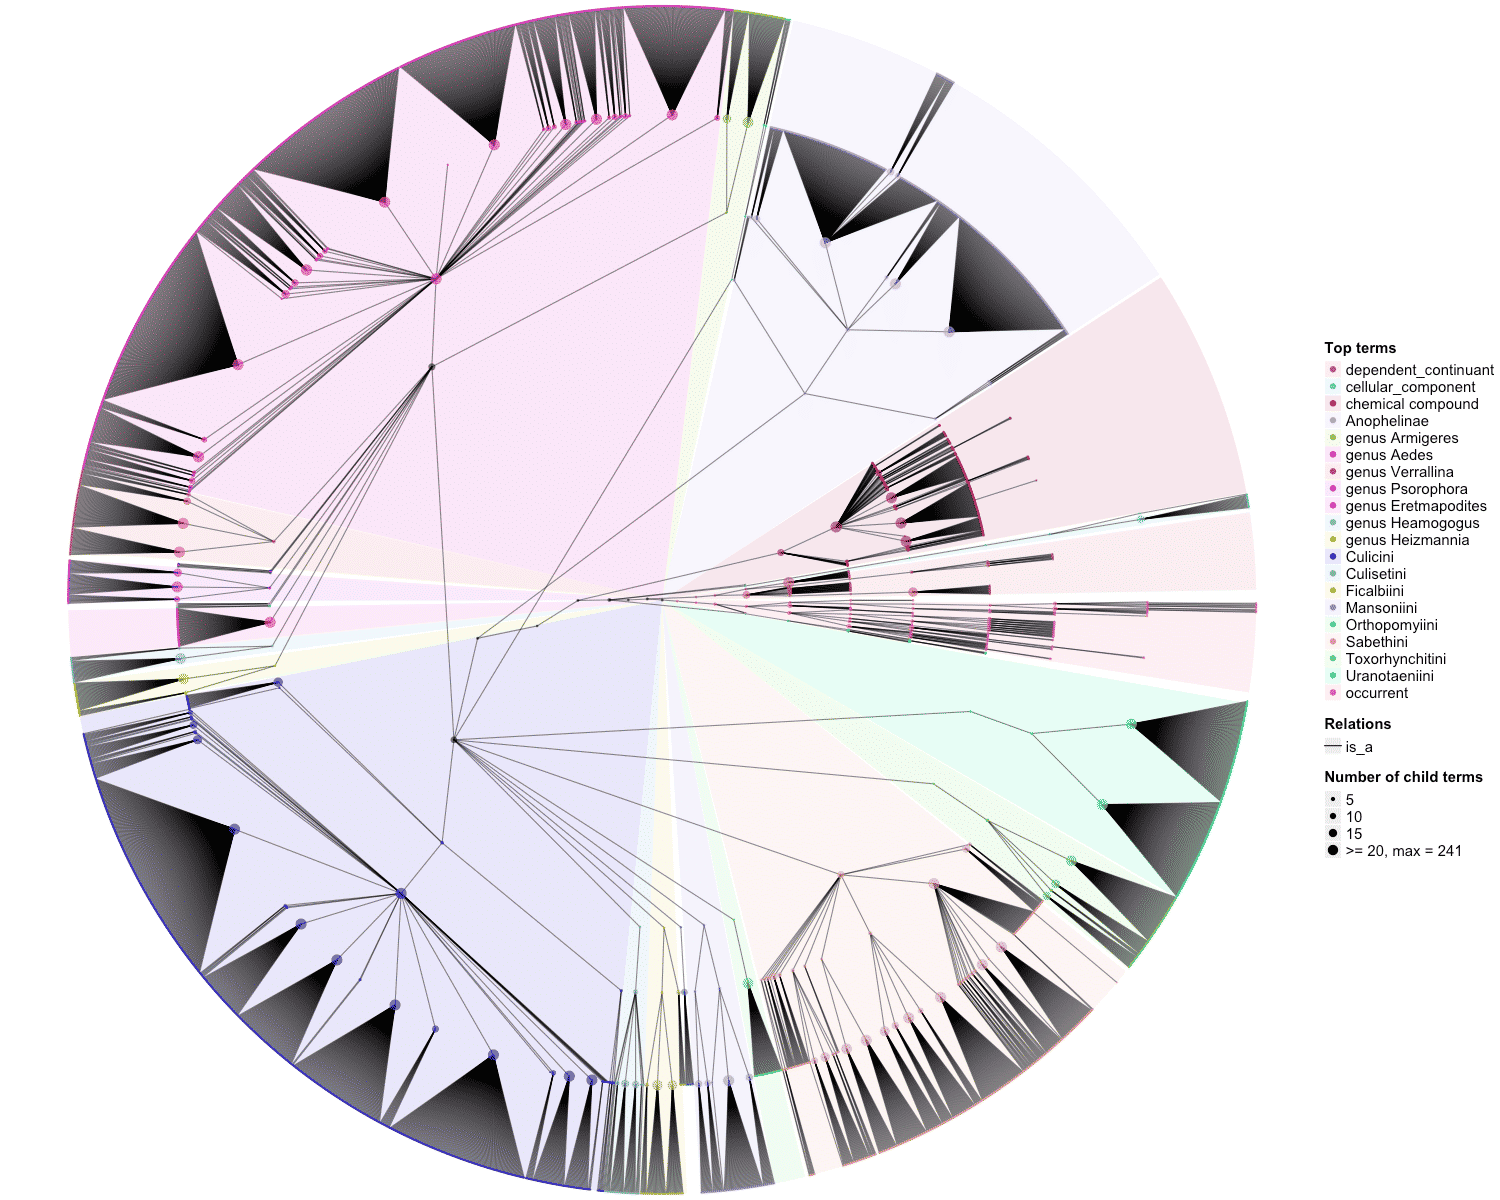 Top terms
dependent_continuant
cellular_component
chemical compound
Anophelinae
genus Armigeres
genus Aedes
genus Verrallina
genus Psorophora
genus Eretmapodites
genus Heamogogus
genus Heizmannia
Culicini
Culisetini
Ficalbiini
Mansoniini
Orthopomyiini
Sabethini
Toxorhynchitini
Uranotaeniini
occurrent
Relations
is_a
Number of child terms
5
10
15
>= 20, max = 241